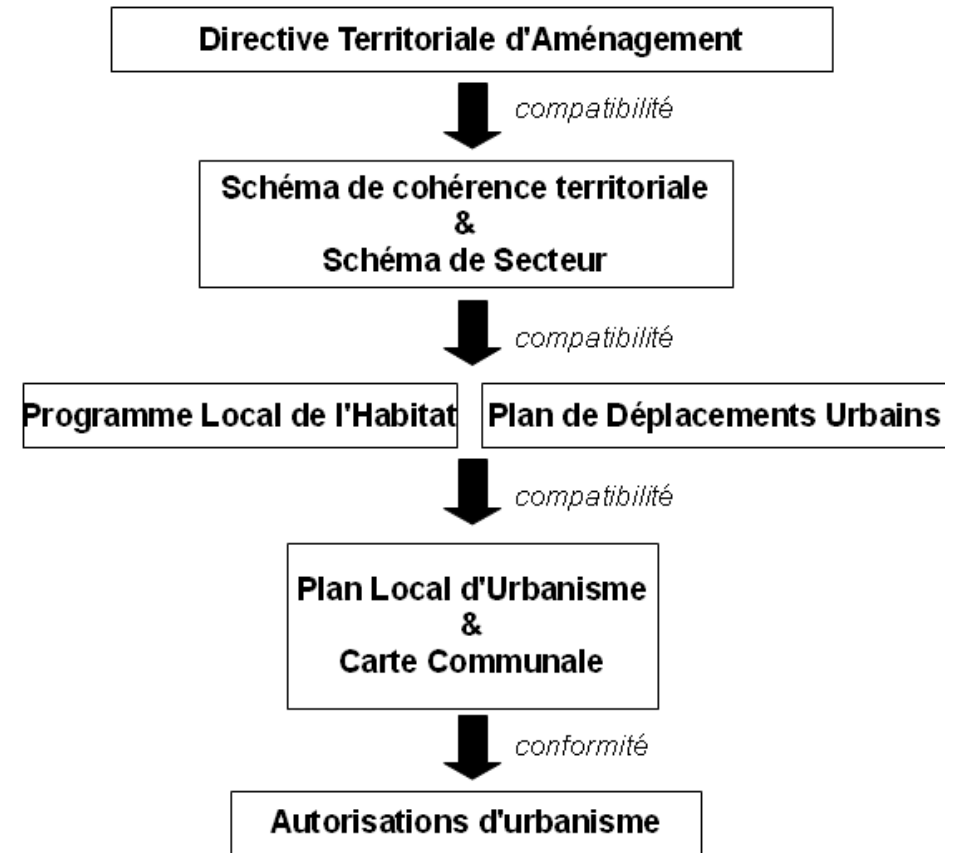 Directive Territoriale d'Aménagement
compatibilité
Schéma de cohérence territoriale
&
Schéma de Secteur
compatibilité
Programme Local de l'Habitat
Plan de Déplacements Urbains
compatibilité
Plan Local d'Urbanisme
&
Carte Communale
conformité
Autorisations d'urbanisme